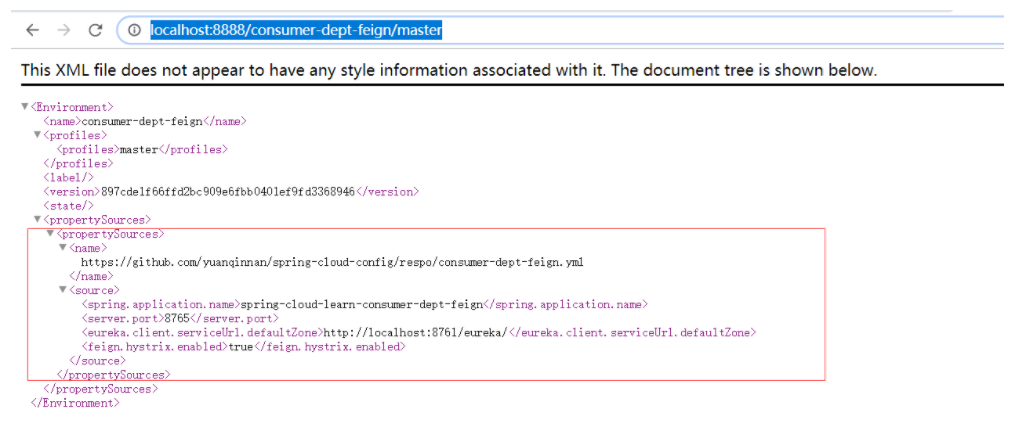 localhost:8888/consumer-dept-feign/master
This XML file does not appear to have any style information associated with it. The document tree is shown below.
▼<Environment>
<name>consumer-dept-feign</name>
▼<profiles>
<profiles>master</profiles>
</profiles>
<label/>
<version>897cde1f66ffd2bc909e6fbb0401ef9fd3368946</version>
<state/>
▼<propertySources>
▼<propertySources>
▼<name>
https://github.com/yuanqinnan/spring-cloud-config/respo/consumer-dept-feign.yml
</name>
▼<source>
<spring.application.name>spring-cloud-learn-consumer-dept-feign</spring.application.name>
<server.port>8765</server.port>
<eureka.client.serviceUrl.defaultZone>http://localhost:8761/eureka/</eureka.client.serviceUrl.defaultZone>
<feign.hystrix.enabled>true</feign.hystrix.enabled>
</source>
</propertySources>
</propertySources>
</Environment>